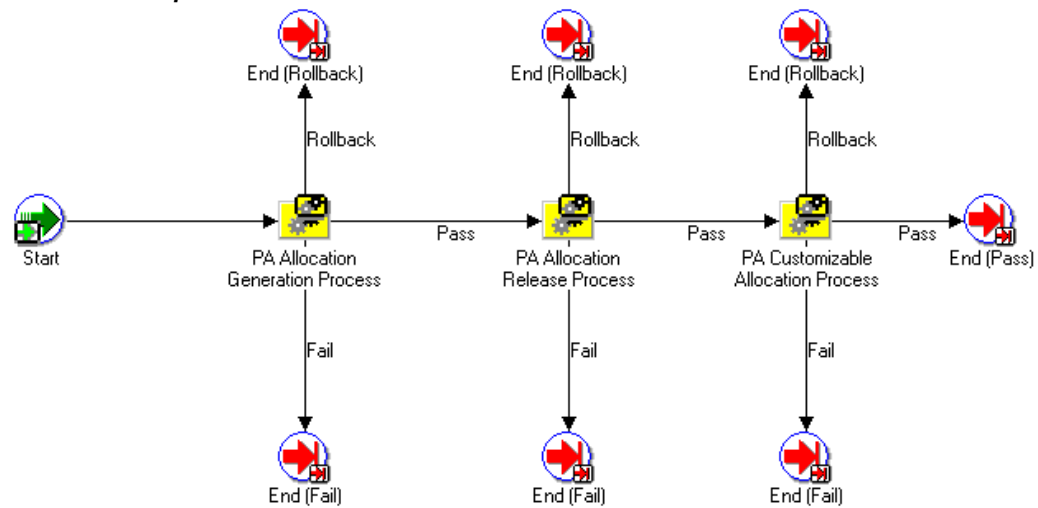 End (Rollback)
End (Rollback)
End (Rollback)
Rollback
Rollback
Rollback
Start
Pass
Pass
Pass
PA Allocation
Generation Process
PA Allocation
Release Process
PA Customizable
Allocation Process
End (Pass)
Fail
Fail
Fail
End (Fail)
End (Fail)
End (Fail)